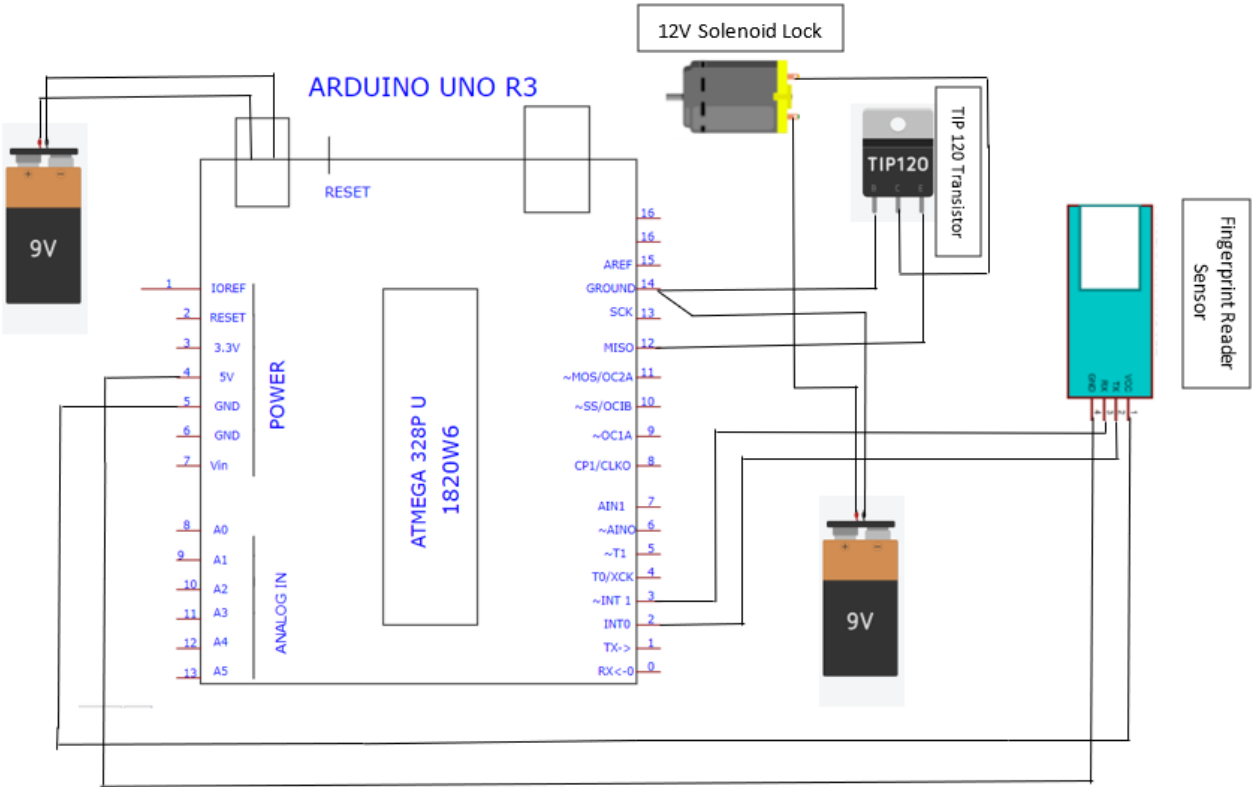 12V Solenoid Lock
ARDUINO UNO R3
TIP 120 Transistor
TIP120
B C E
RESET
+ −
9V
Fingerprint Reader
Sensor
GND
RX
TX
VCC
4 3 2 1
1 IOREF
2 RESET
3 3.3V
4 5V
5 GND
6 GND
7 Vin
POWER
8 A0
9 A1
10 A2
11 A3
12 A4
13 A5
ANALOG IN
ATMEGA 328P U
1820W6
16
16
AREF 15
GROUND 14
SCK 13
MISO 12
~MOS/OC2A 11
~SS/OCIB 10
~OC1A 9
CP1/CLKO 8
AIN1 7
~AINO 6
~T1 5
T0/XCK 4
~INT 1 3
INT0 2
TX-> 1
RX<-0 0
+ −
9V